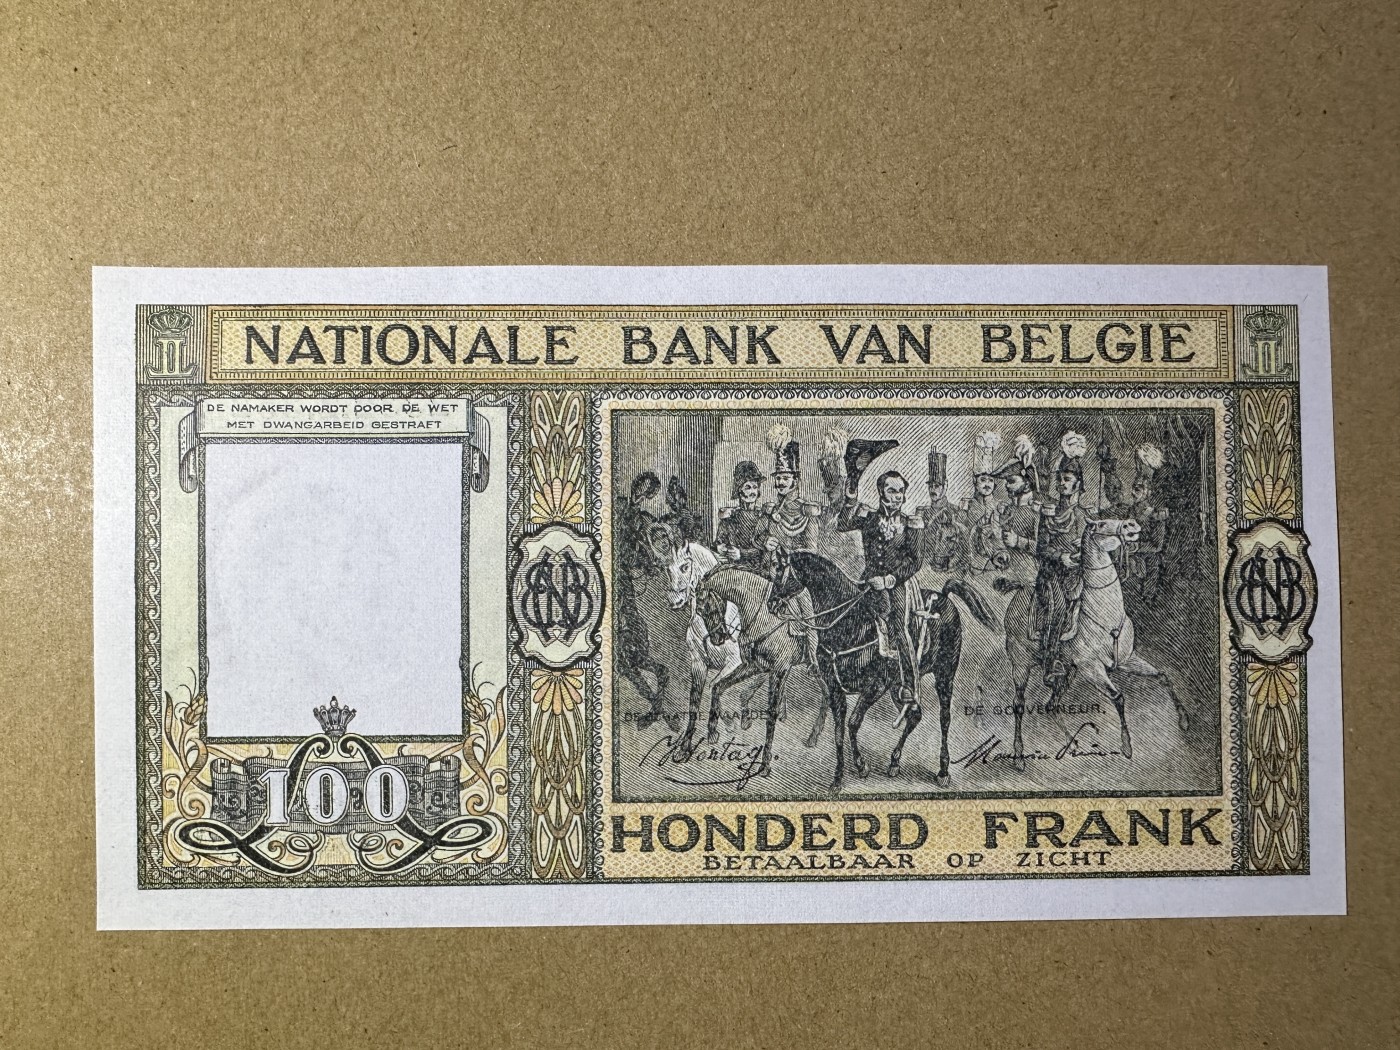 NATIONALE BANK VAN BELGIE
DE NAMAKER WORDT DOOR DE WET
MET DWANGARBEID GESTRAFT
DE GOUVERNEUR.
100
HONDERD FRANK
BETAALBAAR OP ZICHT